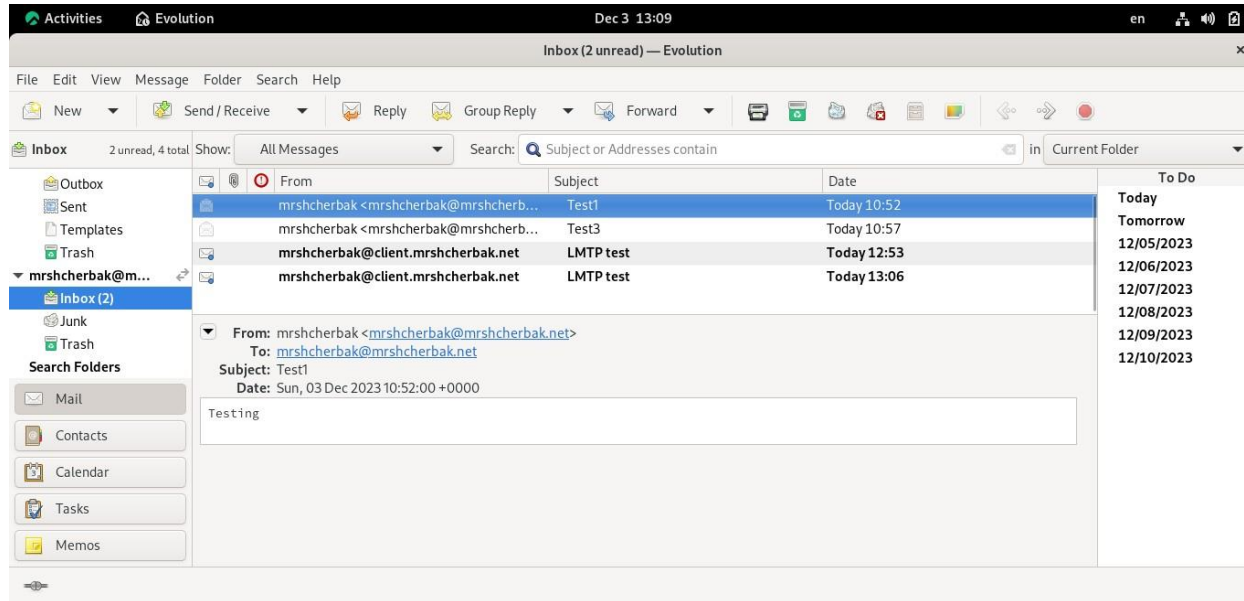 Activities Evolution Dec 3 13:09 en
Inbox (2 unread) — Evolution
File Edit View Message Folder Search Help
New Send / Receive Reply Group Reply Forward
Inbox 2 unread, 4 total Show: All Messages Search: Subject or Addresses contain in Current Folder
Outbox
Sent
Templates
Trash
mrshcherbak@m...
Inbox (2)
Junk
Trash
Search Folders
Mail
Contacts
Calendar
Tasks
Memos
From Subject Date
mrshcherbak <mrshcherbak@mrshcherb... Test1 Today 10:52
mrshcherbak <mrshcherbak@mrshcherb... Test3 Today 10:57
mrshcherbak@client.mrshcherbak.net LMTP test Today 12:53
mrshcherbak@client.mrshcherbak.net LMTP test Today 13:06
From: mrshcherbak <mrshcherbak@mrshcherbak.net>
To: mrshcherbak@mrshcherbak.net
Subject: Test1
Date: Sun, 03 Dec 2023 10:52:00 +0000
Testing
To Do
Today
Tomorrow
12/05/2023
12/06/2023
12/07/2023
12/08/2023
12/09/2023
12/10/2023